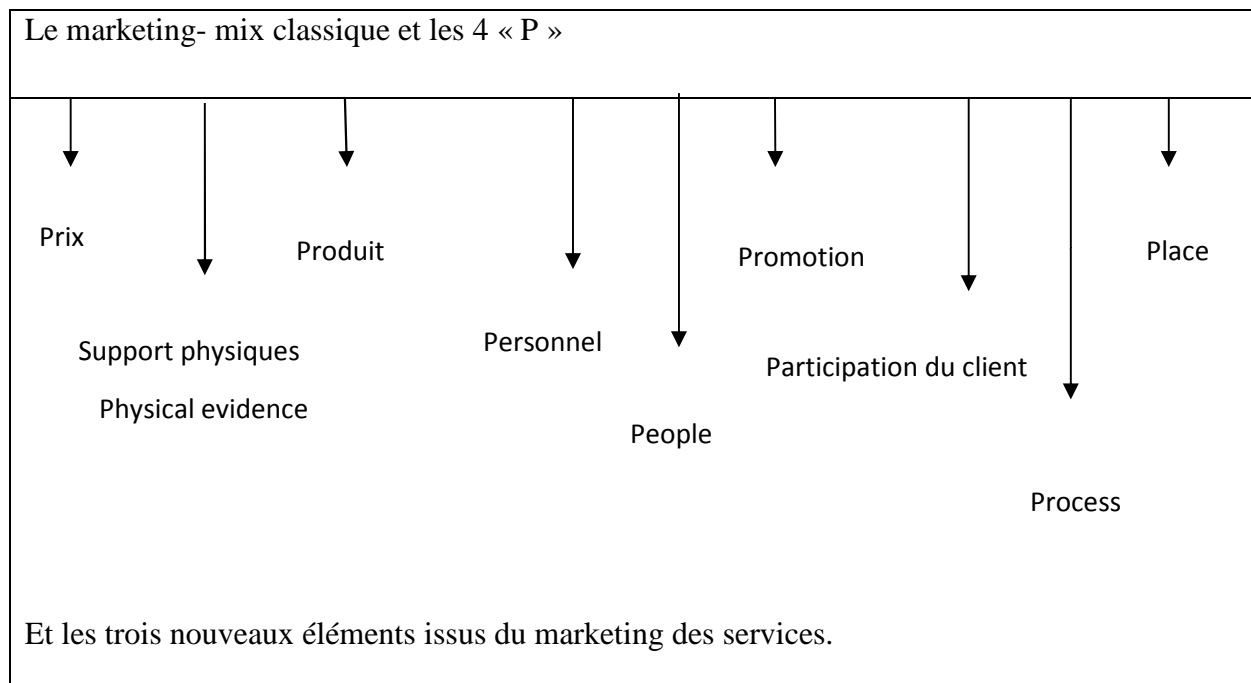 Le marketing- mix classique et les 4 « P »
Prix
Produit
Promotion
Place
Support physiques
Physical evidence
Personnel
People
Participation du client
Process
Et les trois nouveaux éléments issus du marketing des services.